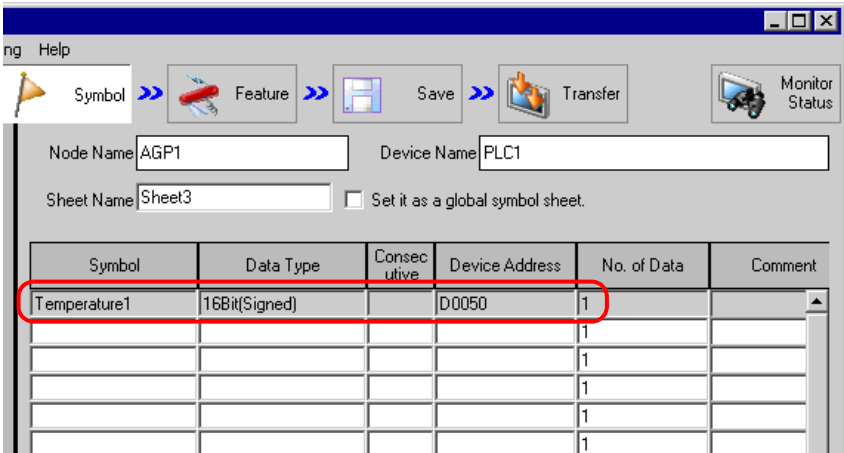 ng Help
Symbol Feature Save Transfer Monitor Status
Node Name AGP1 Device Name PLC1
Sheet Name Sheet3 Set it as a global symbol sheet.
Symbol Data Type Consecutive Device Address No. of Data Comment
Temperature1 16Bit(Signed) D0050 1
1
1
1
1
1